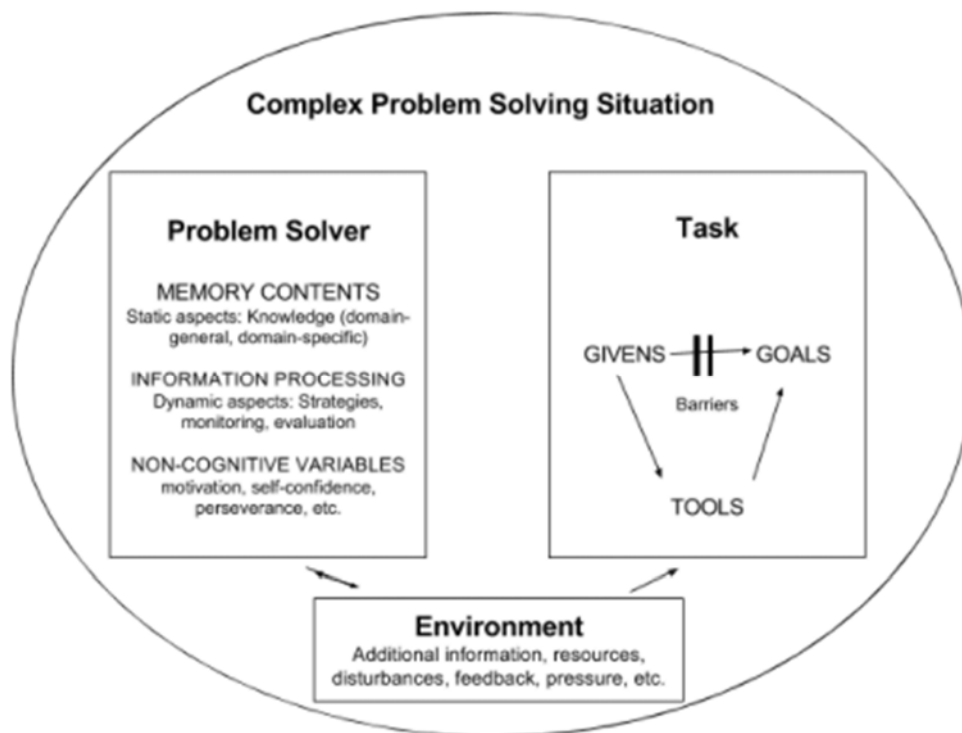 Complex Problem Solving Situation
Problem Solver
MEMORY CONTENTS
Static aspects: Knowledge (domain-
general, domain-specific)
INFORMATION PROCESSING
Dynamic aspects: Strategies,
monitoring, evaluation
NON-COGNITIVE VARIABLES
motivation, self-confidence,
perseverance, etc.
Task
GIVENS
GOALS
Barriers
TOOLS
Environment
Additional information, resources,
disturbances, feedback, pressure, etc.